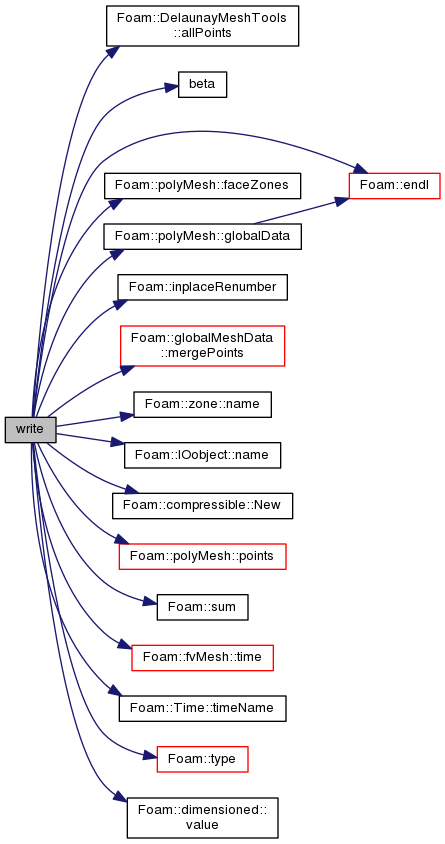 Foam::DelaunayMeshTools
::allPoints
beta
Foam::polyMesh::faceZones
Foam::endl
Foam::polyMesh::globalData
Foam::inplaceRenumber
Foam::globalMeshData
::mergePoints
Foam::zone::name
write
Foam::IOobject::name
Foam::compressible::New
Foam::polyMesh::points
Foam::sum
Foam::fvMesh::time
Foam::Time::timeName
Foam::type
Foam::dimensioned::
value